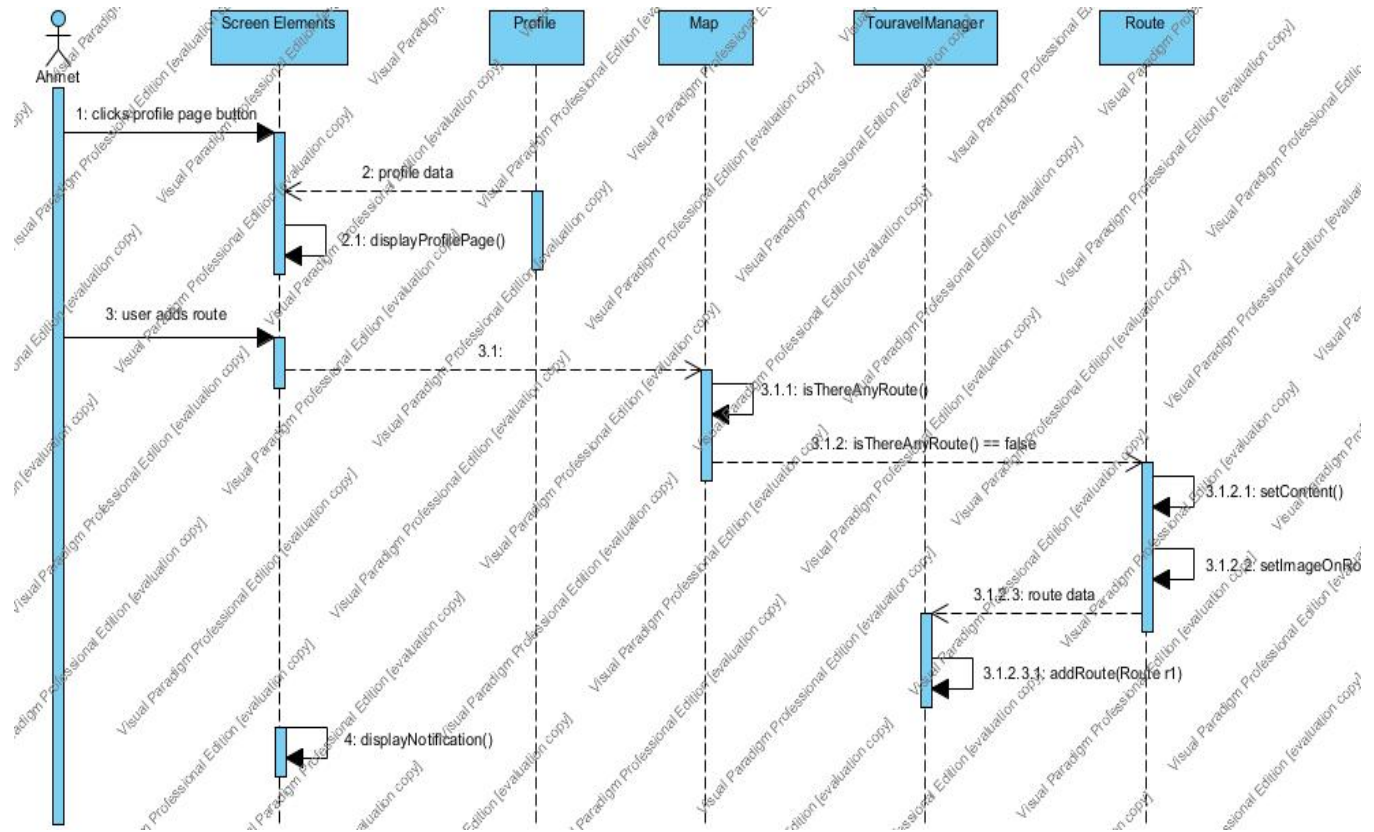 Screen Elements
Profile
Map
TouravelManager
Route
Ahmet
1: clicks profile page button
2: profile data
2.1: displayProfilePage()
3: user adds route
3.1:
3.1.1: isThereAnyRoute()
3.1.2: isThereAnyRoute() == false
3.1.2.1: setContent()
3.1.2.2: setImageOnRo
3.1.2.3: route data
3.1.2.3.1: addRoute(Route r1)
4: displayNotification()
Visual Paradigm Professional Edition [evaluation copy]